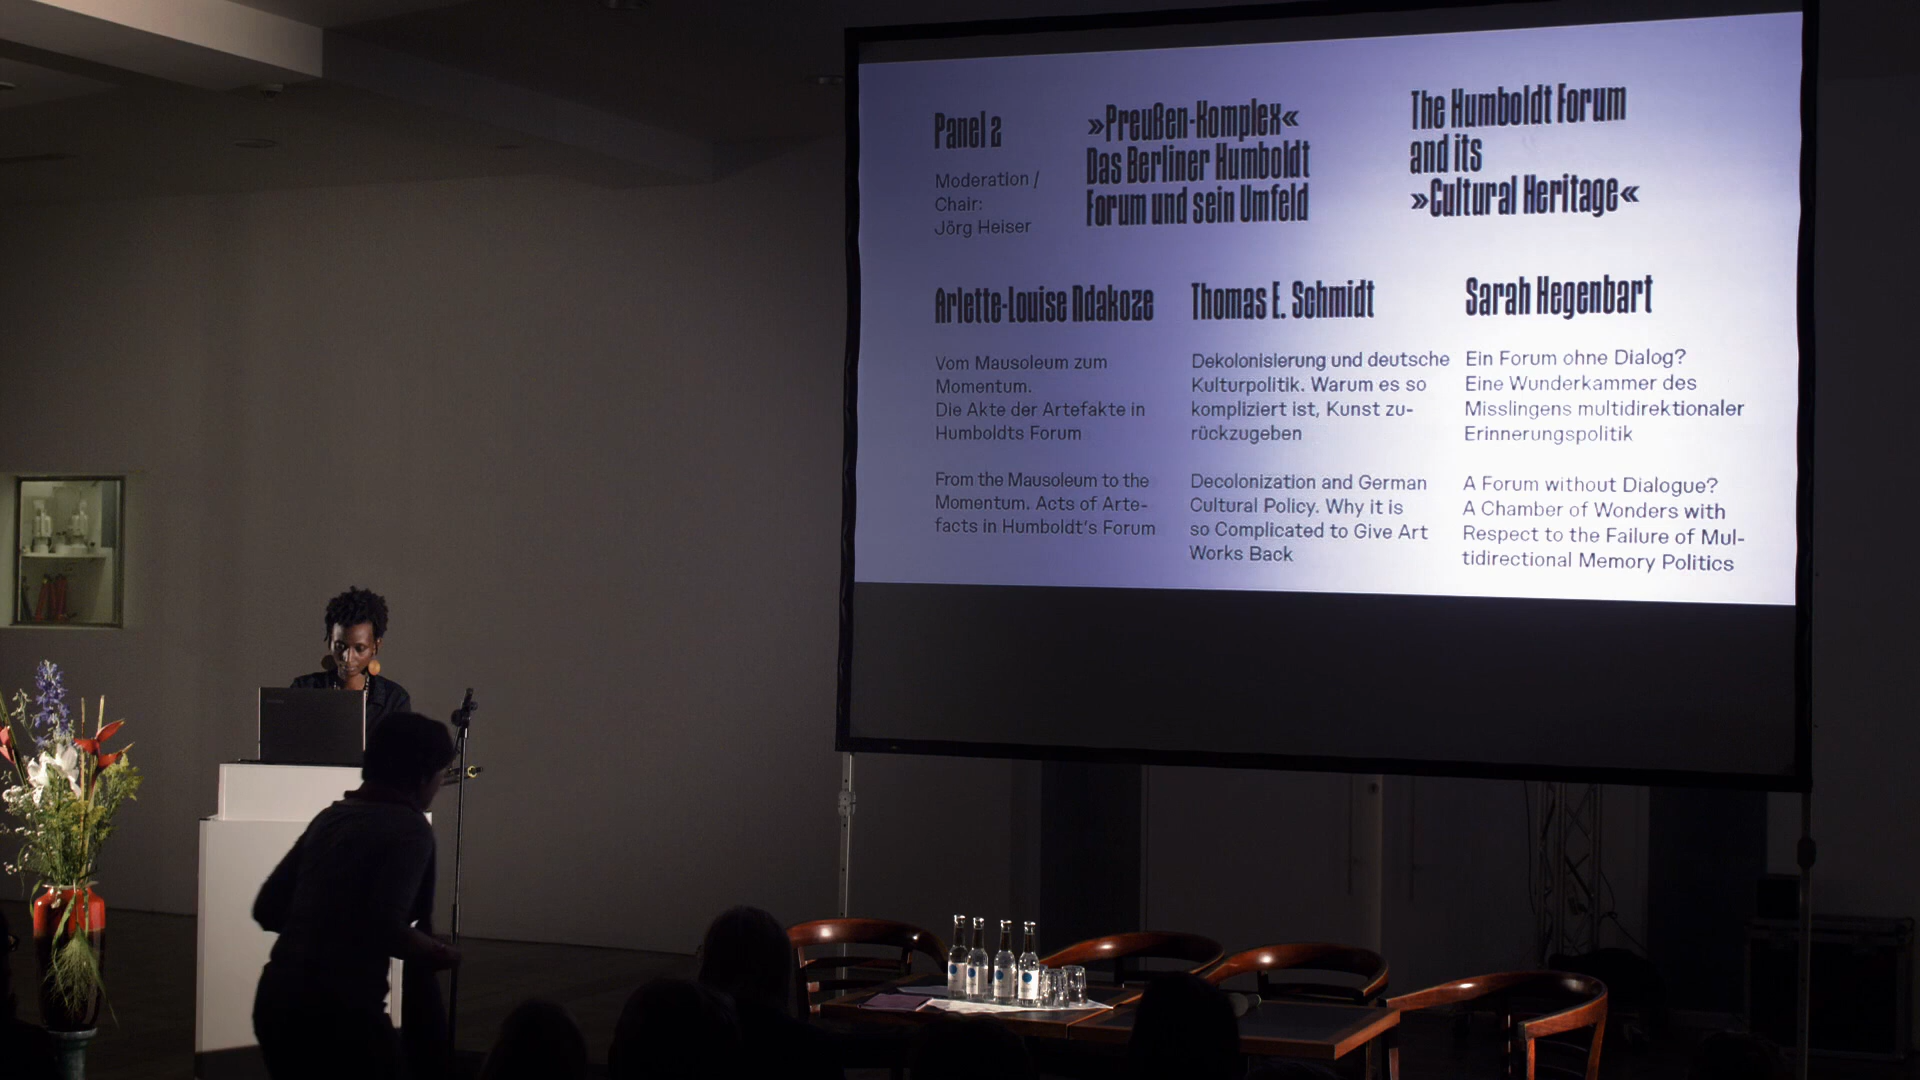 Panel 2
Moderation /
Chair:
Jörg Heiser
»Preußen-Komplex«
Das Berliner Humboldt
Forum und sein Umfeld
The Humboldt Forum
and its
»Cultural Heritage«
Arlette-Louise Ndakoze
Vom Mausoleum zum
Momentum.
Die Akte der Artefakte in
Humboldts Forum
From the Mausoleum to the
Momentum. Acts of Arte-
facts in Humboldt's Forum
Thomas E. Schmidt
Dekolonisierung und deutsche
Kulturpolitik. Warum es so
kompliziert ist, Kunst zu-
rückzugeben
Decolonization and German
Cultural Policy. Why it is
so Complicated to Give Art
Works Back
Sarah Hegenbart
Ein Forum ohne Dialog?
Eine Wunderkammer des
Misslingens multidirektionaler
Erinnerungspolitik
A Forum without Dialogue?
A Chamber of Wonders with
Respect to the Failure of Mul-
tidirectional Memory Politics